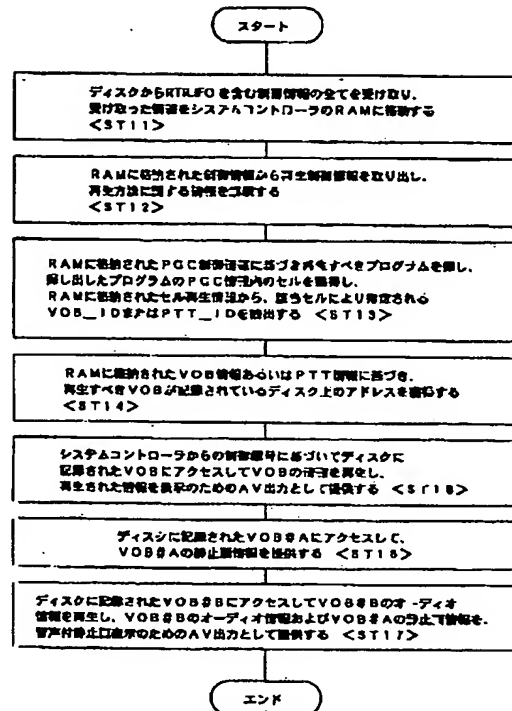 スタート
ディスクからRTR.IFOを含む制御情報の全てを受け取り、
受け取った情報をシステムコントローラのRAMに格納する
<ST11>
RAMに格納された制御情報から再生制御情報を取り出し、
再生方法に関する情報を
<ST12>
RAMに格納されたPGC制御情報に基づき再生すべきプログラムを探し、
探し出したプログラムのPGC情報内のセルを獲得し、
RAMに格納されたセル再生情報から、該当セルにより指定される
VOB_IDまたはPTT_IDを検出する <ST13>
RAMに格納されたVOB情報あるいはPTT情報に基づき、
再生すべきVOBが記録されているディスク上のアドレスを獲得する
<ST14>
システムコントローラからの制御信号に基づいてディスクに
記録されたVOBにアクセスしてVOBの情報を再生し、
再生された情報を表示のためのAV出力として提供する
ディスクに記録されたVOB#Aにアクセスして、
VOB#Aの静止画情報を提供する
ディスクに記録されたVOB#BにアクセスしてVOB#Bのオーディオ
情報を再生し、VOB#Bのオーディオ情報およびVOB#Aの静止画情報を、
音声付静止画表示のためのAV出力として提供する <ST17>
エンド